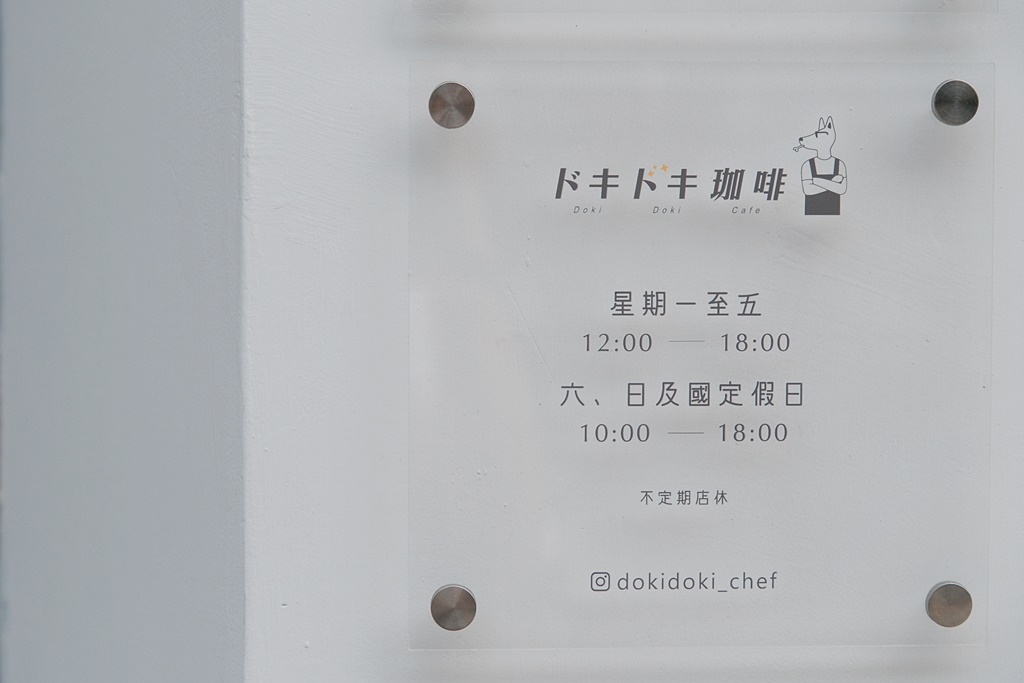 ドキドキ珈啡
Doki Doki Cafe
星期一至五
12:00 — 18:00
六、日及國定假日
10:00 — 18:00
不定期店休
dokidoki_chef